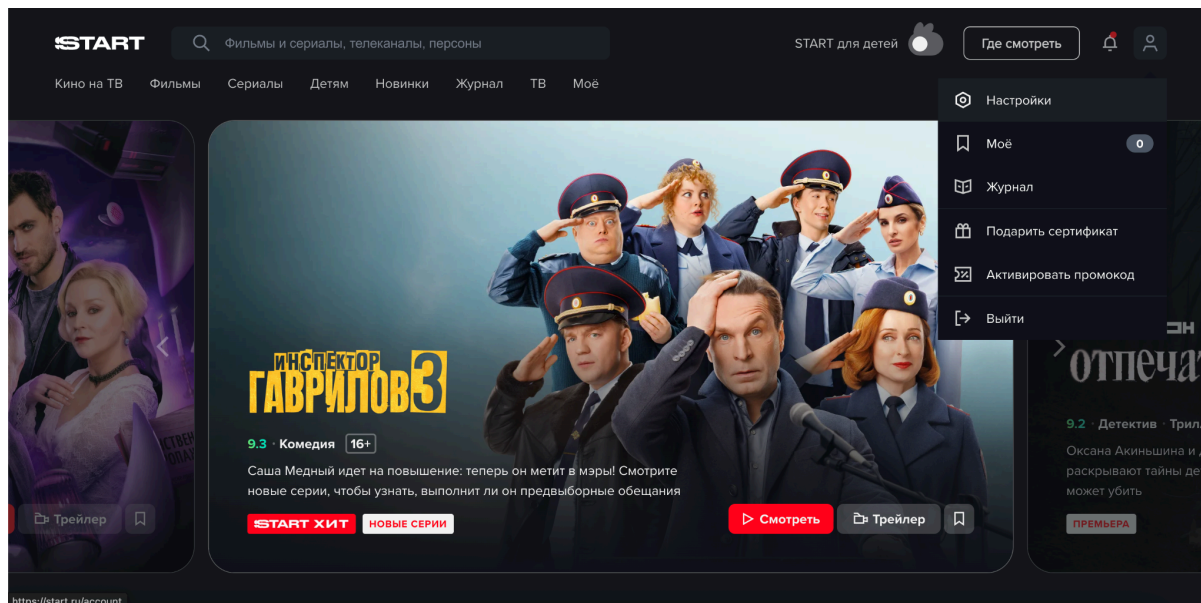 START
Фильмы и сериалы, телеканалы, персоны
START для детей
Где смотреть
Кино на ТВ Фильмы Сериалы Детям Новинки Журнал ТВ Моё
Настройки
Моё 0
Журнал
Подарить сертификат
Активировать промокод
Выйти
ИНСПЕКТОР
ГАВРИЛОВ 3
9.3 · Комедия 16+
Саша Медный идет на повышение: теперь он метит в мэры! Смотрите
новые серии, чтобы узнать, выполнит ли он предвыборные обещания
START ХИТ НОВЫЕ СЕРИИ
Смотреть Трейлер
Трейлер
9.2 · Детектив ·
Оксана Акиньшина и
раскрывают тайны
может убить
ПРЕМЬЕРА
https://start.ru/account